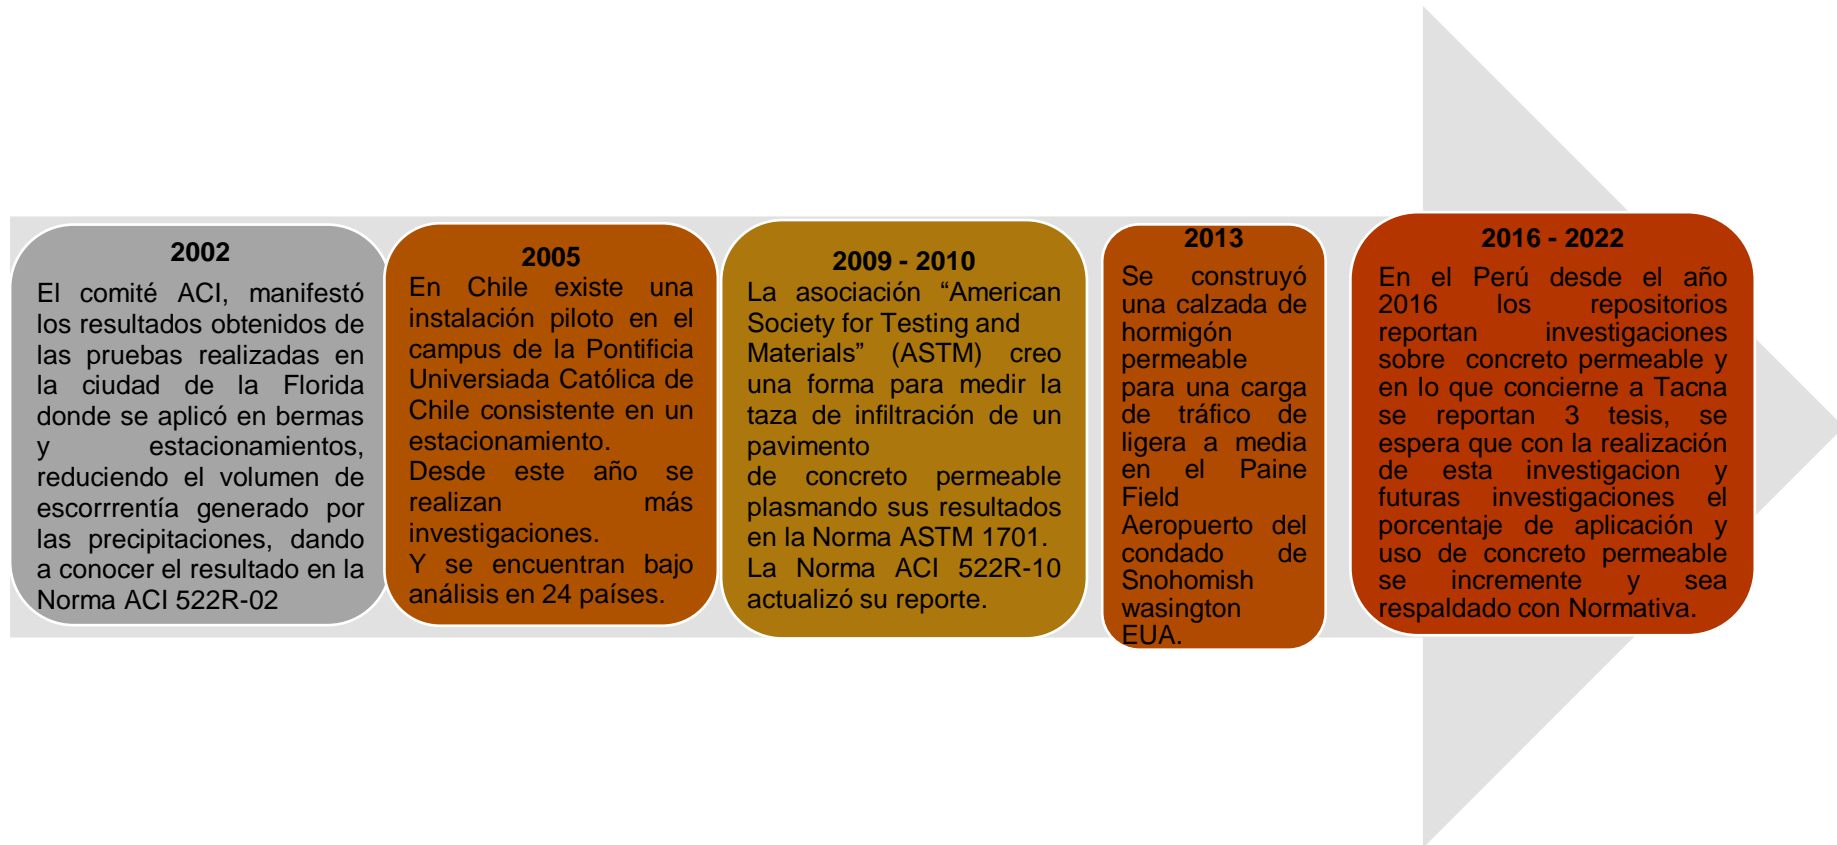 2002
El comité ACI, manifestó
los resultados obtenidos de
las pruebas realizadas en
la ciudad de la Florida
donde se aplicó en bermas
y estacionamientos,
reduciendo el volumen de
escorrrentía generado por
las precipitaciones, dando
a conocer el resultado en la
Norma ACI 522R-02
2005
En Chile existe una
instalación piloto en el
campus de la Pontificia
Universiada Católica de
Chile consistente en un
estacionamiento.
Desde este año se
realizan más
investigaciones.
Y se encuentran bajo
análisis en 24 países.
2009 - 2010
La asociación “American
Society for Testing and
Materials” (ASTM) creo
una forma para medir la
taza de infiltración de un
pavimento
de concreto permeable
plasmando sus resultados
en la Norma ASTM 1701.
La Norma ACI 522R-10
actualizó su reporte.
2013
Se construyó
una calzada de
hormigón
permeable
para una carga
de tráfico de
ligera a media
en el Paine
Field
Aeropuerto del
condado de
Snohomish
wasington
EUA.
2016 - 2022
En el Perú desde el año
2016 los repositorios
reportan investigaciones
sobre concreto permeable y
en lo que concierne a Tacna
se reportan 3 tesis, se
espera que con la realización
de esta investigacion y
futuras investigaciones el
porcentaje de aplicación y
uso de concreto permeable
se incremente y sea
respaldado con Normativa.